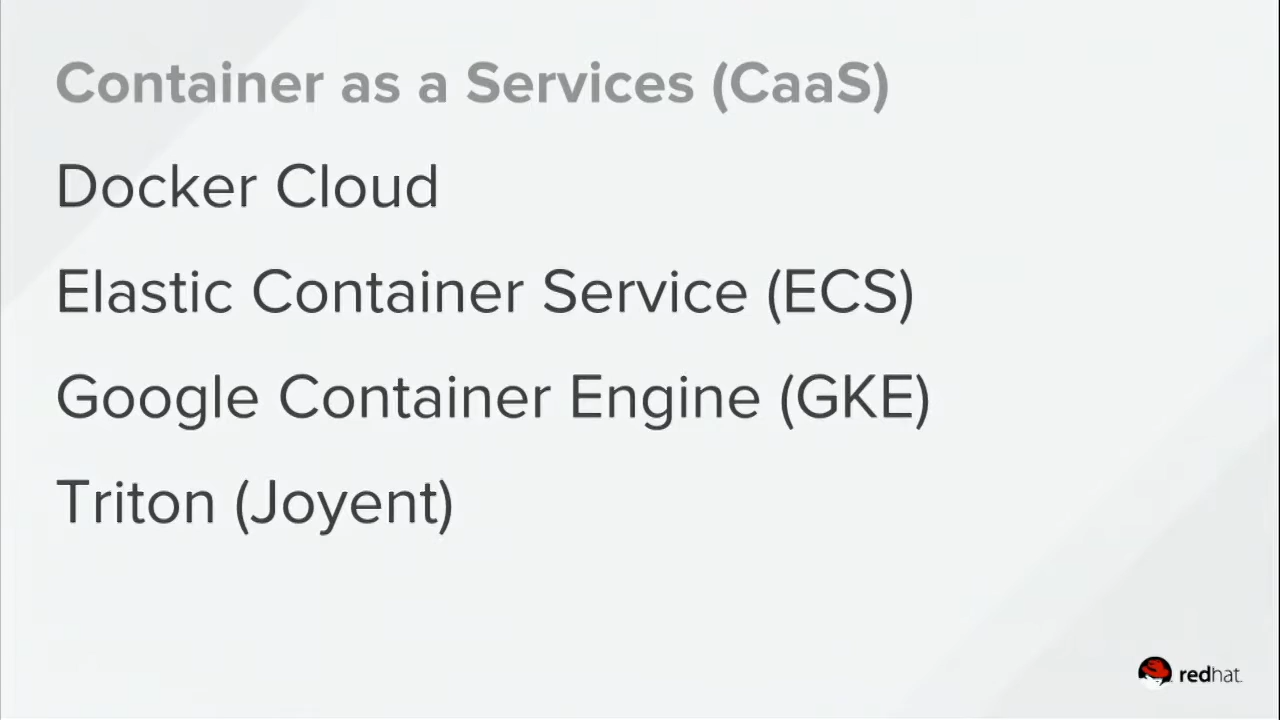 Container as a Services (CaaS)
Docker Cloud
Elastic Container Service (ECS)
Google Container Engine (GKE)
Triton (Joyent)
redhat.